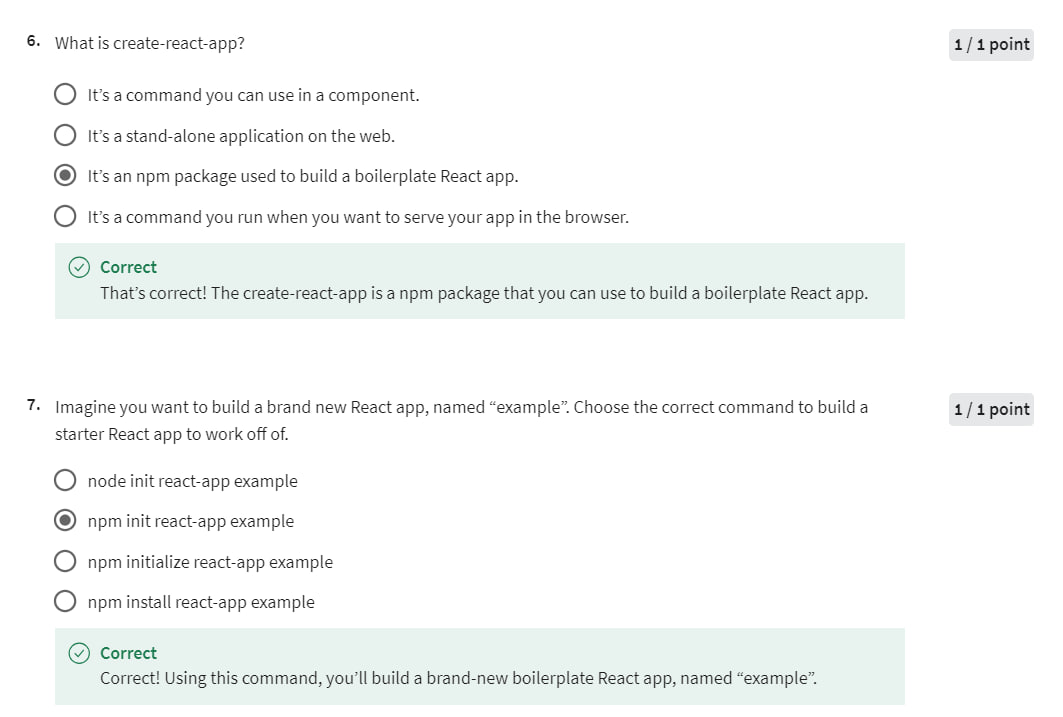 6. What is create-react-app?
1 / 1 point
It’s a command you can use in a component.
It’s a stand-alone application on the web.
It’s an npm package used to build a boilerplate React app.
It’s a command you run when you want to serve your app in the browser.
Correct
That’s correct! The create-react-app is a npm package that you can use to build a boilerplate React app.
7. Imagine you want to build a brand new React app, named “example”. Choose the correct command to build a
1 / 1 point
starter React app to work off of.
node init react-app example
npm init react-app example
npm initialize react-app example
npm install react-app example
Correct
Correct! Using this command, you’ll build a brand-new boilerplate React app, named “example”.